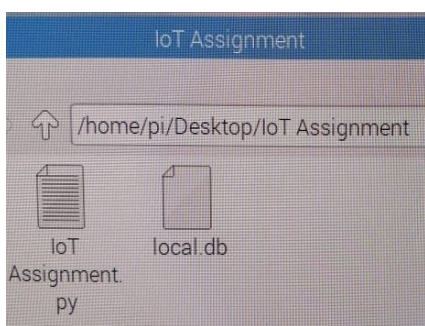 IoT Assignment
/home/pi/Desktop/IoT Assignment
IoT
Assignment.
py
local.db